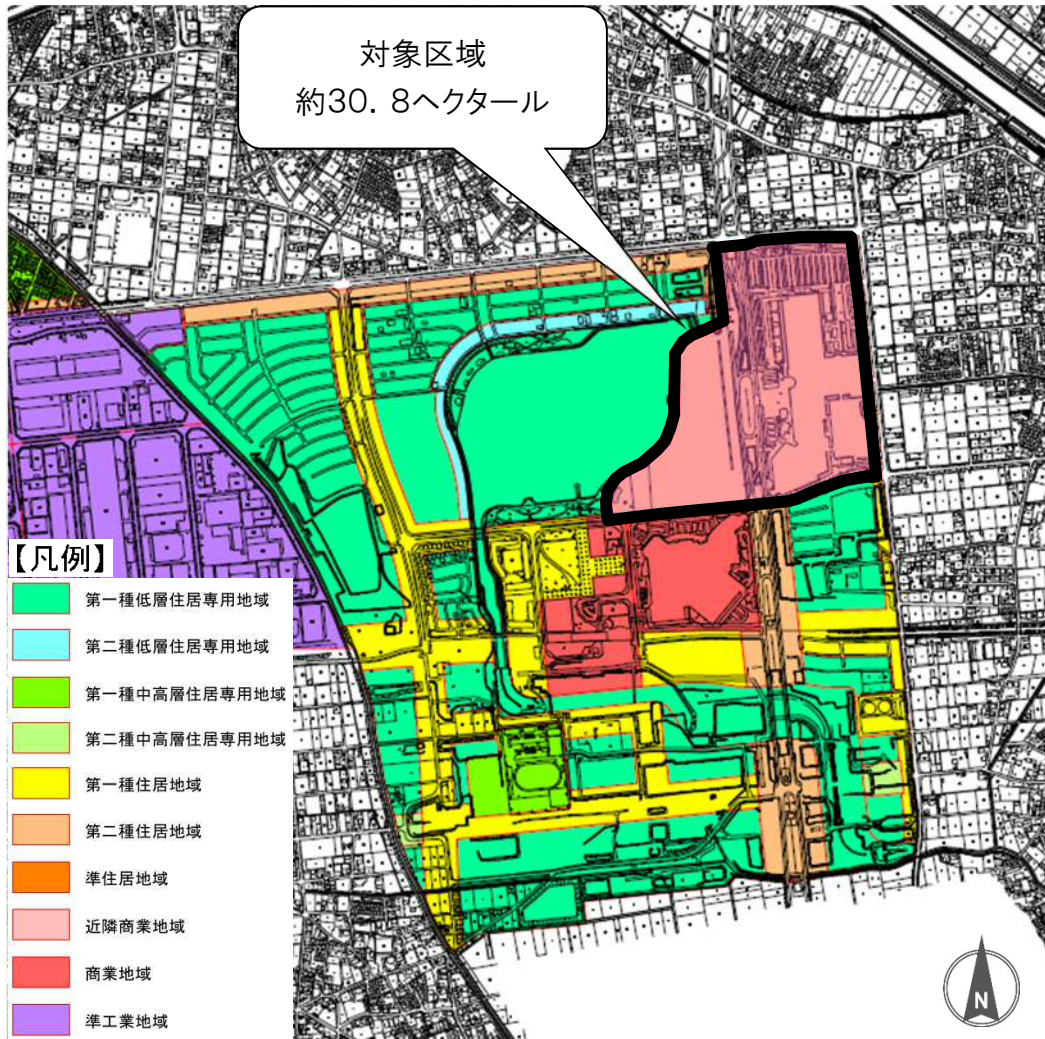 対象区域
約30.8ヘクタール
【凡例】
第一種低層住居専用地域
第二種低層住居専用地域
第一種中高層住居専用地域
第二種中高層住居専用地域
第一種住居地域
第二種住居地域
準住居地域
近隣商業地域
商業地域
準工業地域
N